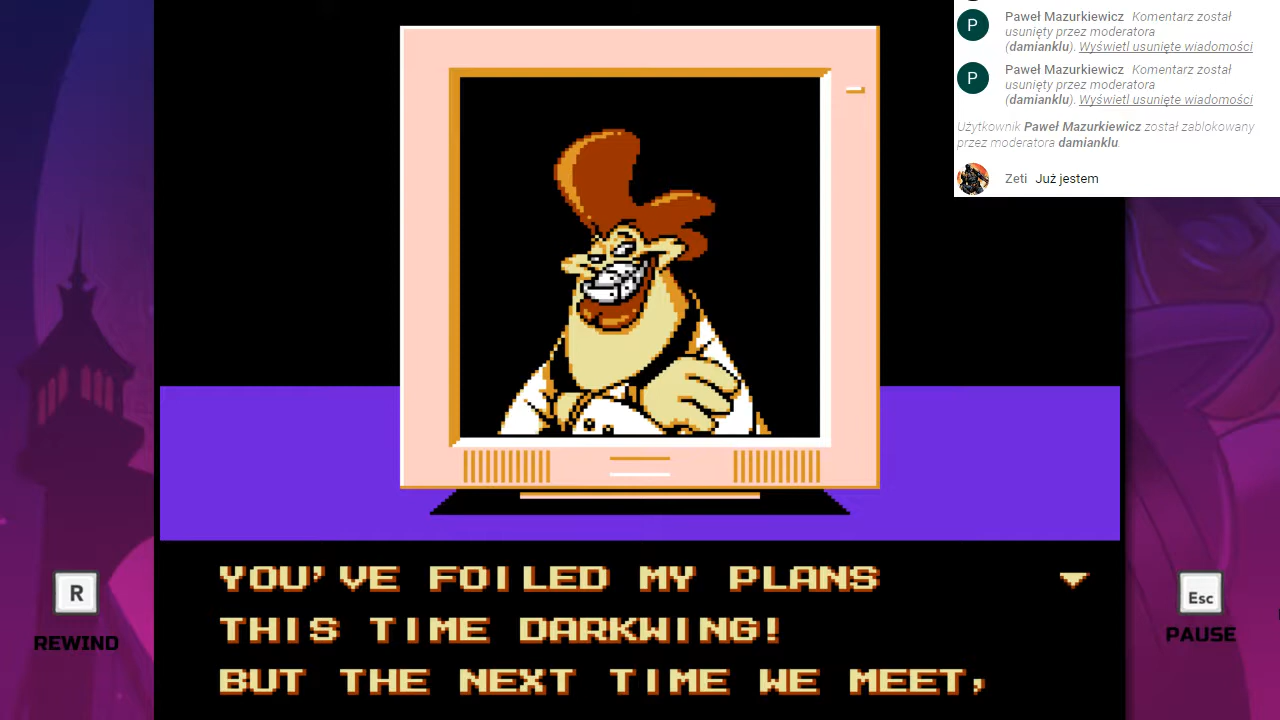 Paweł Mazurkiewicz Komentarz został
usunięty przez moderatora
(damianklu). Wyświetl usunięte wiadomości
Paweł Mazurkiewicz Komentarz został
usunięty przez moderatora
(damianklu). Wyświetl usunięte wiadomości
Użytkownik Paweł Mazurkiewicz został zablokowany
przez moderatora damianklu.
Zeti Już jestem
P
P
YOU'VE FOILED MY PLANS
THIS TIME DARKWING!
BUT THE NEXT TIME WE MEET,
R
REWIND
Esc
PAUSE